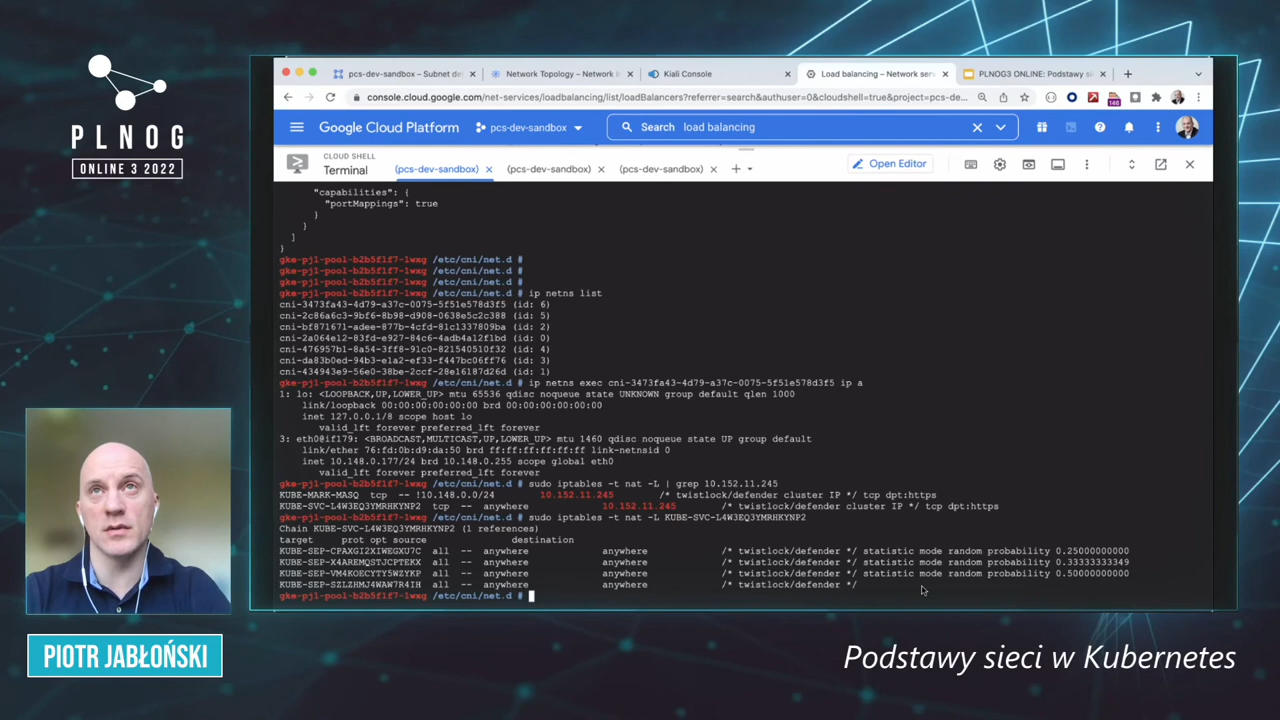 PLNOG
ONLINE 3 2022
pcs-dev-sandbox – Subnet de
Network Topology – Network I
Kiali Console
Load balancing – Network serv
PLNOG3 ONLINE: Podstawy si
console.cloud.google.com/net-services/loadbalancing/list/loadBalancers?referrer=search&authuser=0&cloudshell=true&project=pcs-de...
146
Google Cloud Platform
pcs-dev-sandbox
Search load balancing
CLOUD SHELL
Terminal
(pcs-dev-sandbox)
(pcs-dev-sandbox)
(pcs-dev-sandbox)
Open Editor
"capabilities": {
"portMappings": true
}
}
]
}
gke-pj1-pool-b2b5f1f7-1wxg /etc/cni/net.d #
gke-pj1-pool-b2b5f1f7-1wxg /etc/cni/net.d #
gke-pj1-pool-b2b5f1f7-1wxg /etc/cni/net.d #
gke-pj1-pool-b2b5f1f7-1wxg /etc/cni/net.d # ip netns list
cni-3473fa43-4d79-a37c-0075-5f51e578d3f5 (id: 6)
cni-2c86a6c3-9bf6-8b98-d908-0638e5c2c388 (id: 5)
cni-bf871671-adee-877b-4cfd-81c1337809ba (id: 2)
cni-2a064e12-83fd-e927-84c6-4adb4a12f1bd (id: 0)
cni-476957b1-8a54-3ff8-91c0-821540510f32 (id: 4)
cni-da83b0ed-94b3-e1a2-ef33-f447bc06ff76 (id: 3)
cni-434943e9-56e0-38be-2ccf-28e16187d26d (id: 1)
gke-pj1-pool-b2b5f1f7-1wxg /etc/cni/net.d # ip netns exec cni-3473fa43-4d79-a37c-0075-5f51e578d3f5 ip a
1: lo: <LOOPBACK,UP,LOWER_UP> mtu 65536 qdisc noqueue state UNKNOWN group default qlen 1000
link/loopback 00:00:00:00:00:00 brd 00:00:00:00:00:00
inet 127.0.0.1/8 scope host lo
valid_lft forever preferred_lft forever
3: eth0@if179: <BROADCAST,MULTICAST,UP,LOWER_UP> mtu 1460 qdisc noqueue state UP group default
link/ether 76:fd:0b:d9:da:50 brd ff:ff:ff:ff:ff:ff link-netnsid 0
inet 10.148.0.177/24 brd 10.148.0.255 scope global eth0
valid_lft forever preferred_lft forever
gke-pj1-pool-b2b5f1f7-1wxg /etc/cni/net.d # sudo iptables -t nat -L | grep 10.152.11.245
KUBE-MARK-MASQ tcp -- !10.148.0.0/24 10.152.11.245 /* twistlock/defender cluster IP */ tcp dpt:https
KUBE-SVC-L4W3EQ3YMRHKYNP2 tcp -- anywhere 10.152.11.245 /* twistlock/defender cluster IP */ tcp dpt:https
gke-pj1-pool-b2b5f1f7-1wxg /etc/cni/net.d # sudo iptables -t nat -L KUBE-SVC-L4W3EQ3YMRHKYNP2
Chain KUBE-SVC-L4W3EQ3YMRHKYNP2 (1 references)
target prot opt source destination
KUBE-SEP-CPAXGI2XIWEGXU7C all -- anywhere anywhere /* twistlock/defender */ statistic mode random probability 0.25000000000
KUBE-SEP-X4AREMQSTJCPTEKX all -- anywhere anywhere /* twistlock/defender */ statistic mode random probability 0.33333333349
KUBE-SEP-VM4KOECYTY5WZYKP all -- anywhere anywhere /* twistlock/defender */ statistic mode random probability 0.50000000000
KUBE-SEP-SZLZHMJ4WAW7R4IH all -- anywhere anywhere /* twistlock/defender */
gke-pj1-pool-b2b5f1f7-1wxg /etc/cni/net.d #
PIOTR JABŁOŃSKI
Podstawy sieci w Kubernetes